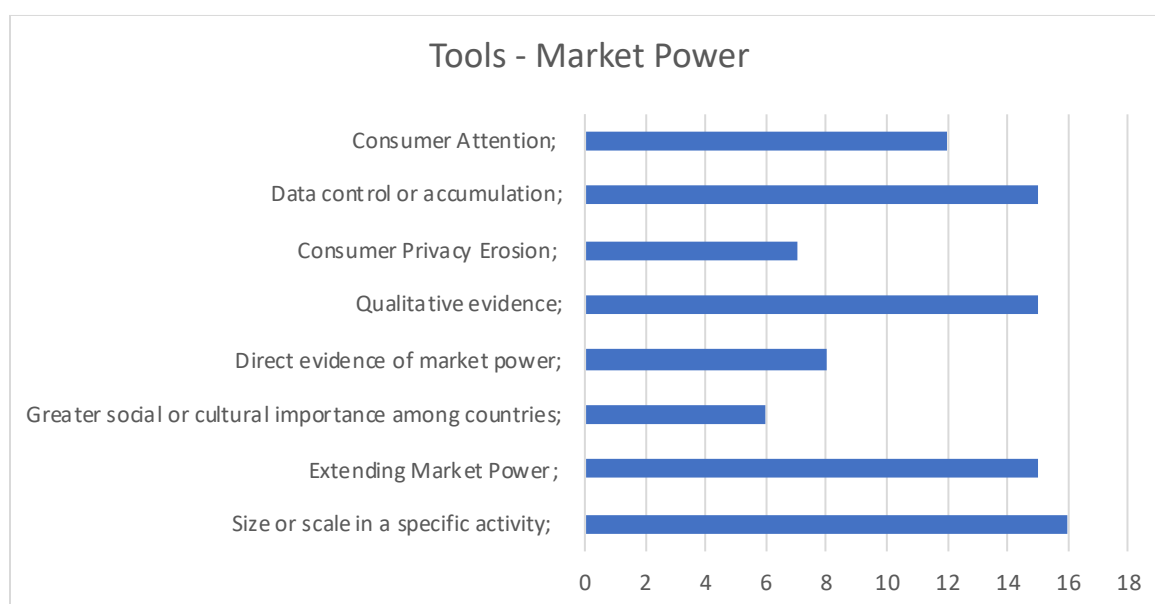 Tools - Market Power
Consumer Attention;
Data control or accumulation;
Consumer Privacy Erosion;
Qualitative evidence;
Direct evidence of market power;
Greater social or cultural importance among countries;
Extending Market Power;
Size or scale in a specific activity;
0 2 4 6 8 10 12 14 16 18